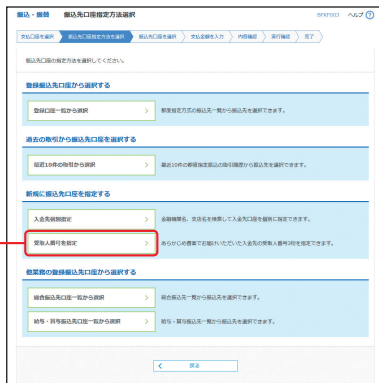 振込・振替 振込先口座指定方法選択 BFKF003 ヘルプ ?
支払口座を選択 振込先口座指定方法を選択 振込先口座を選択 支払金額を入力 内容確認 実行確認 完了
振込先口座の指定方法を選択してください。
登録振込先口座から選択する
登録口座一覧から選択 都度指定方式の振込先一覧から振込先を選択できます。
過去の取引から振込先口座を選択する
最近10件の取引から選択 最近10件の都度指定振込の取引履歴から振込先を選択できます。
新規に振込先口座を指定する
入金先個別指定 金融機関名、支店名を検索して入金先口座を個別に指定できます。
受取人番号を指定 あらかじめ書面でお届けいただいた入金先の受取人番号3桁を指定できます。
他業務の登録振込先口座から選択する
総合振込先口座一覧から選択 総合振込先一覧から振込先を選択できます。
給与・賞与振込先口座一覧から選択 給与・賞与振込先一覧から振込先を選択できます。
戻る